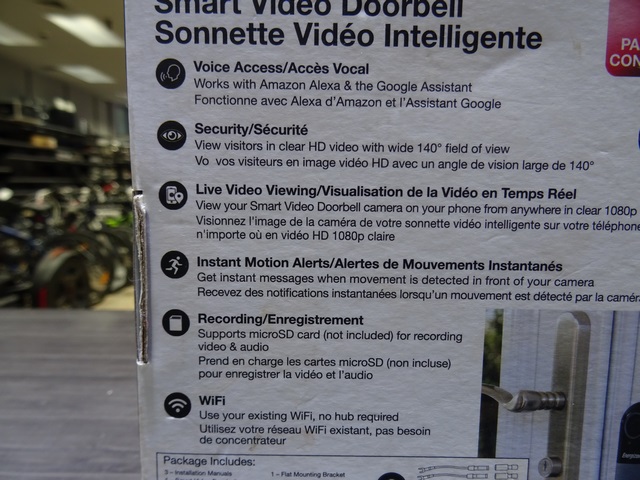 Smart Video Doorbell
Sonnette Vidéo Intelligente
PA
CON
Voice Access/Accès Vocal
Works with Amazon Alexa & the Google Assistant
Fonctionne avec Alexa d'Amazon et l'Assistant Google
Security/Sécurité
View visitors in clear HD video with wide 140° field of view
Vo vos visiteurs en image vidéo HD avec un angle de vision large de 140°
Live Video Viewing/Visualisation de la Vidéo en Temps Réel
View your Smart Video Doorbell camera on your phone from anywhere in clear 1080p
Visionnez l'image de la caméra de votre sonnette vidéo intelligente sur votre téléphone
n'importe où en vidéo HD 1080p claire
Instant Motion Alerts/Alertes de Mouvements Instantanés
Get instant messages when movement is detected in front of your camera
Recevez des notifications instantanées lorsqu'un mouvement est détecté par la camér
Recording/Enregistrement
Supports microSD card (not included) for recording
video & audio
Prend en charge les cartes microSD (non incluse)
pour enregistrer la vidéo et l'audio
WiFi
Use your existing WiFi, no hub required
Utilisez votre réseau WiFi existant, pas besoin
de concentrateur
Package Includes:
3 – Installation Manuals
1 – Flat Mounting Bracket